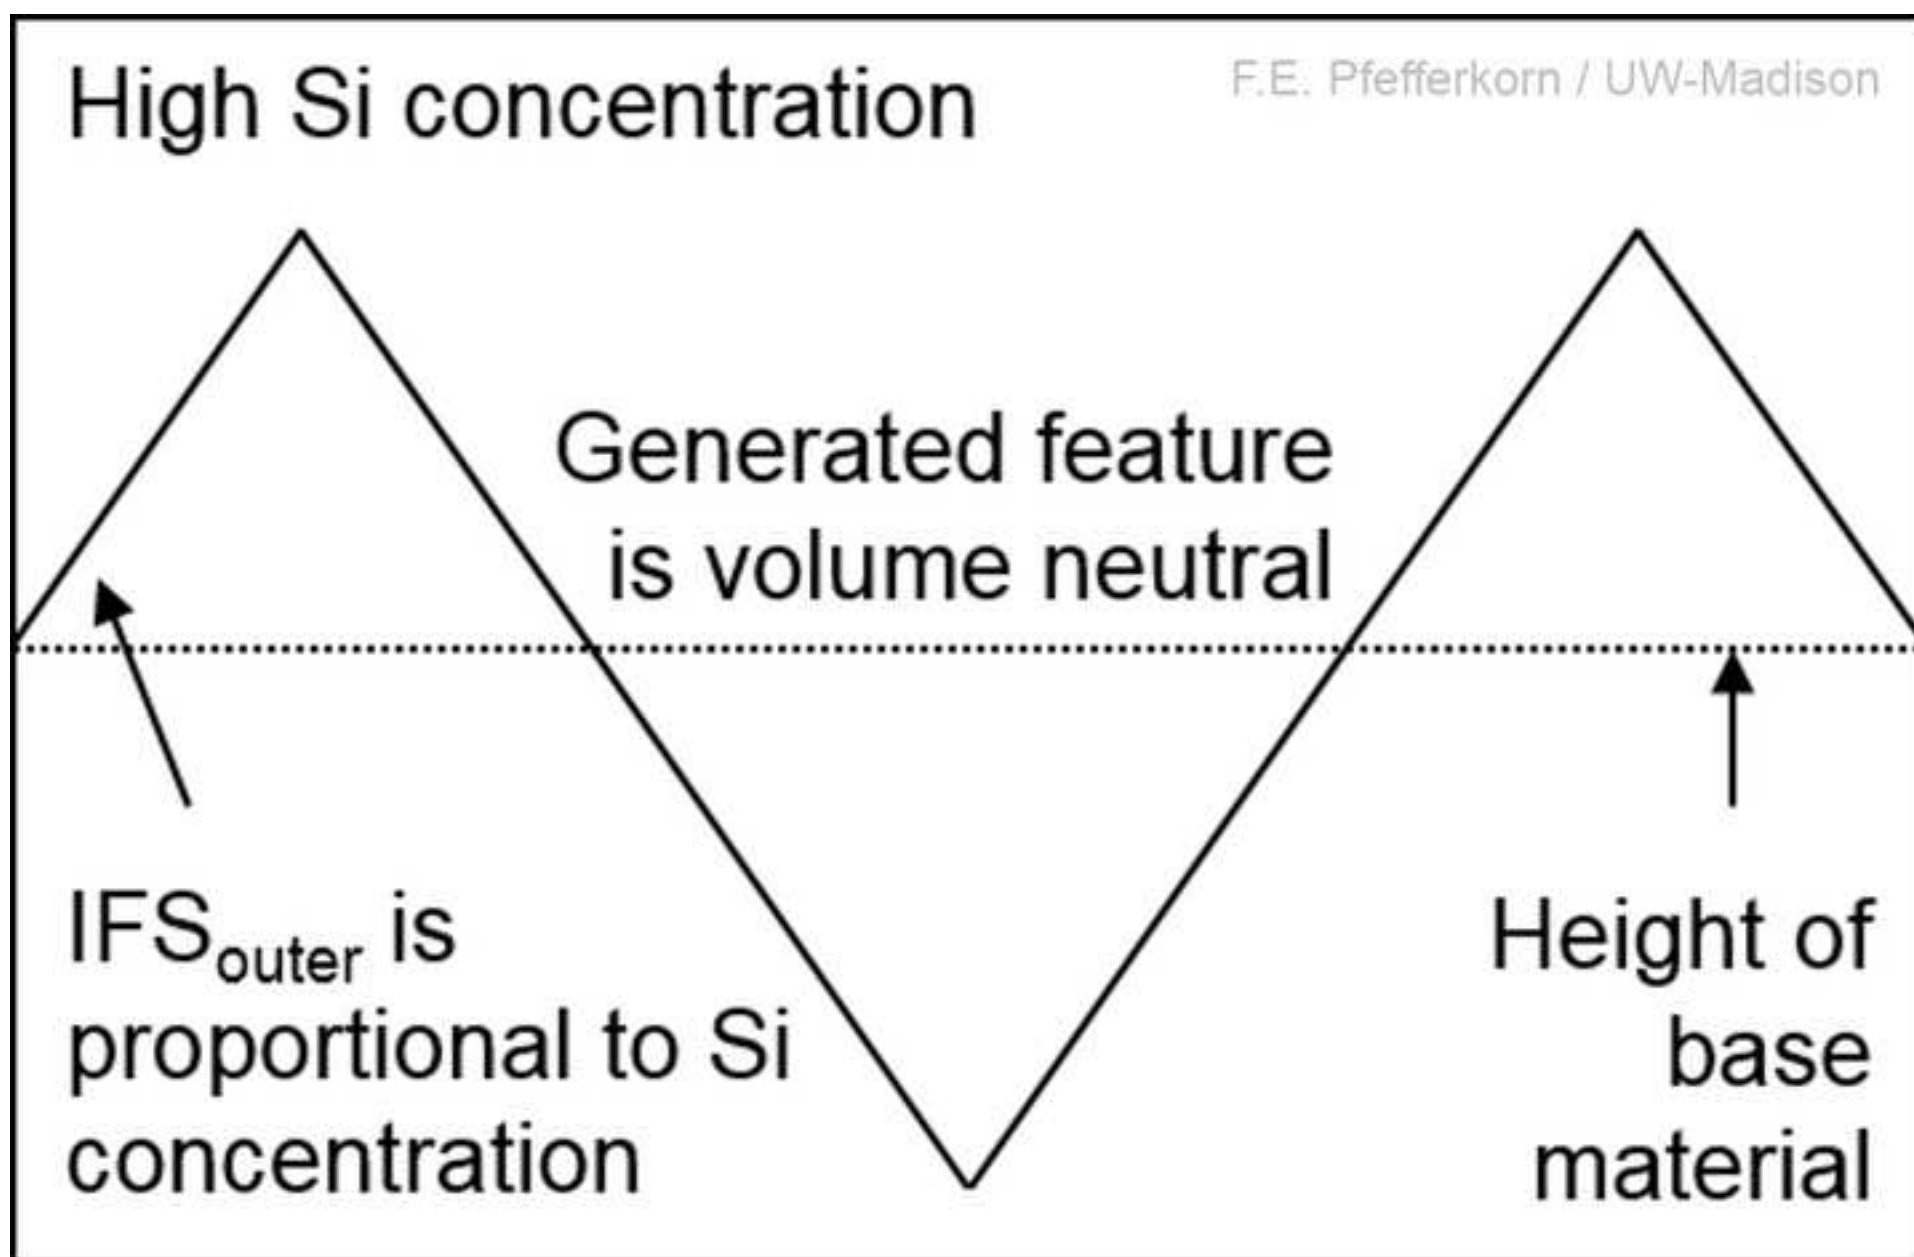 High Si concentration
F.E. Pfefferkorn / UW-Madison
Generated feature
is volume neutral
IFSouter is
proportional to Si
concentration
Height of
base
material